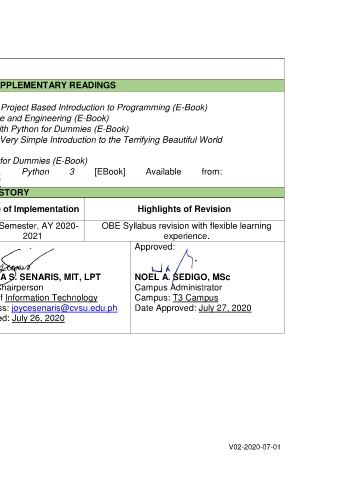 PPLEMENTARY READINGS
Project Based Introduction to Programming (E-Book)
e and Engineering (E-Book)
ith Python for Dummies (E-Book)
Very Simple Introduction to the Terrifying Beautiful World
for Dummies (E-Book)
Python 3 [EBook] Available from:
STORY
e of Implementation Highlights of Revision
Semester, AY 2020-
2021
OBE Syllabus revision with flexible learning
experience.
Approved:
A S. SENARIS, MIT, LPT
Chairperson
f Information Technology
ss: joycesenaris@cvsu.edu.ph
ed: July 26, 2020
NOEL A. SEDIGO, MSc
Campus Administrator
Campus: T3 Campus
Date Approved: July 27, 2020
V02-2020-07-01